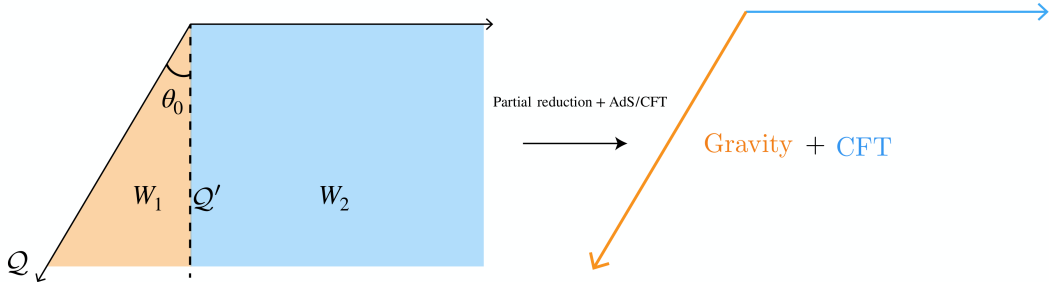 θ₀
Partial reduction + AdS/CFT
Gravity + CFT
W₁
𝒬′
W₂
𝒬